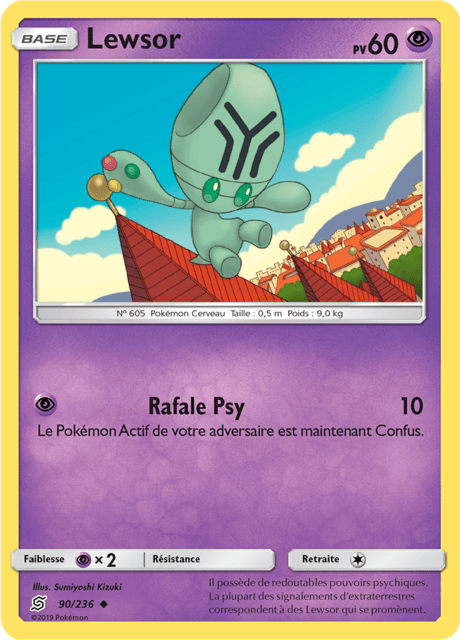 BASE Lewsor PV60
N° 605 Pokémon Cerveau Taille : 0,5 m Poids : 9,0 kg
Rafale Psy 10
Le Pokémon Actif de votre adversaire est maintenant Confus.
Faiblesse ×2 Résistance Retraite
Illus. Sumiyoshi Kizuki
90/236
©2019 Pokémon
Il possède de redoutables pouvoirs psychiques.
La plupart des signalements d'extraterrestres
correspondent à des Lewsor qui se promènent.